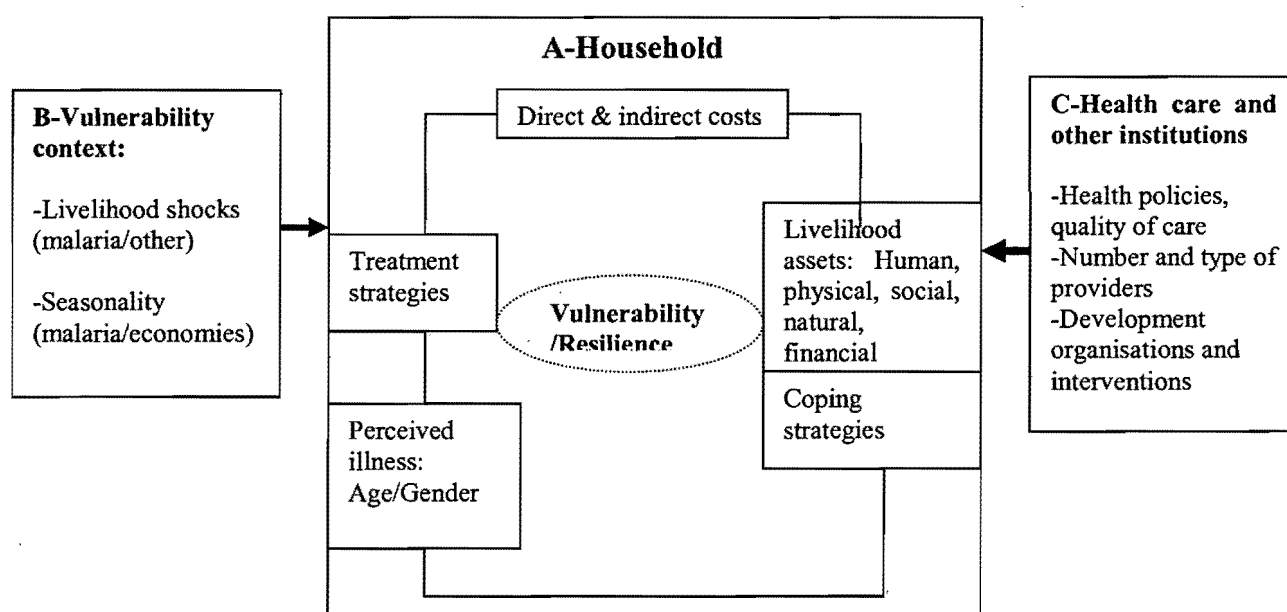 A-Household
B-Vulnerability
context:
-Livelihood shocks
(malaria/other)
-Seasonality
(malaria/economies)
Direct & indirect costs
Treatment
strategies
Perceived
illness:
Age/Gender
Vulnerability
/Resilience
Livelihood
assets: Human,
physical, social,
natural,
financial
Coping
strategies
C-Health care and
other institutions
-Health policies,
quality of care
-Number and type of
providers
-Development
organisations and
interventions